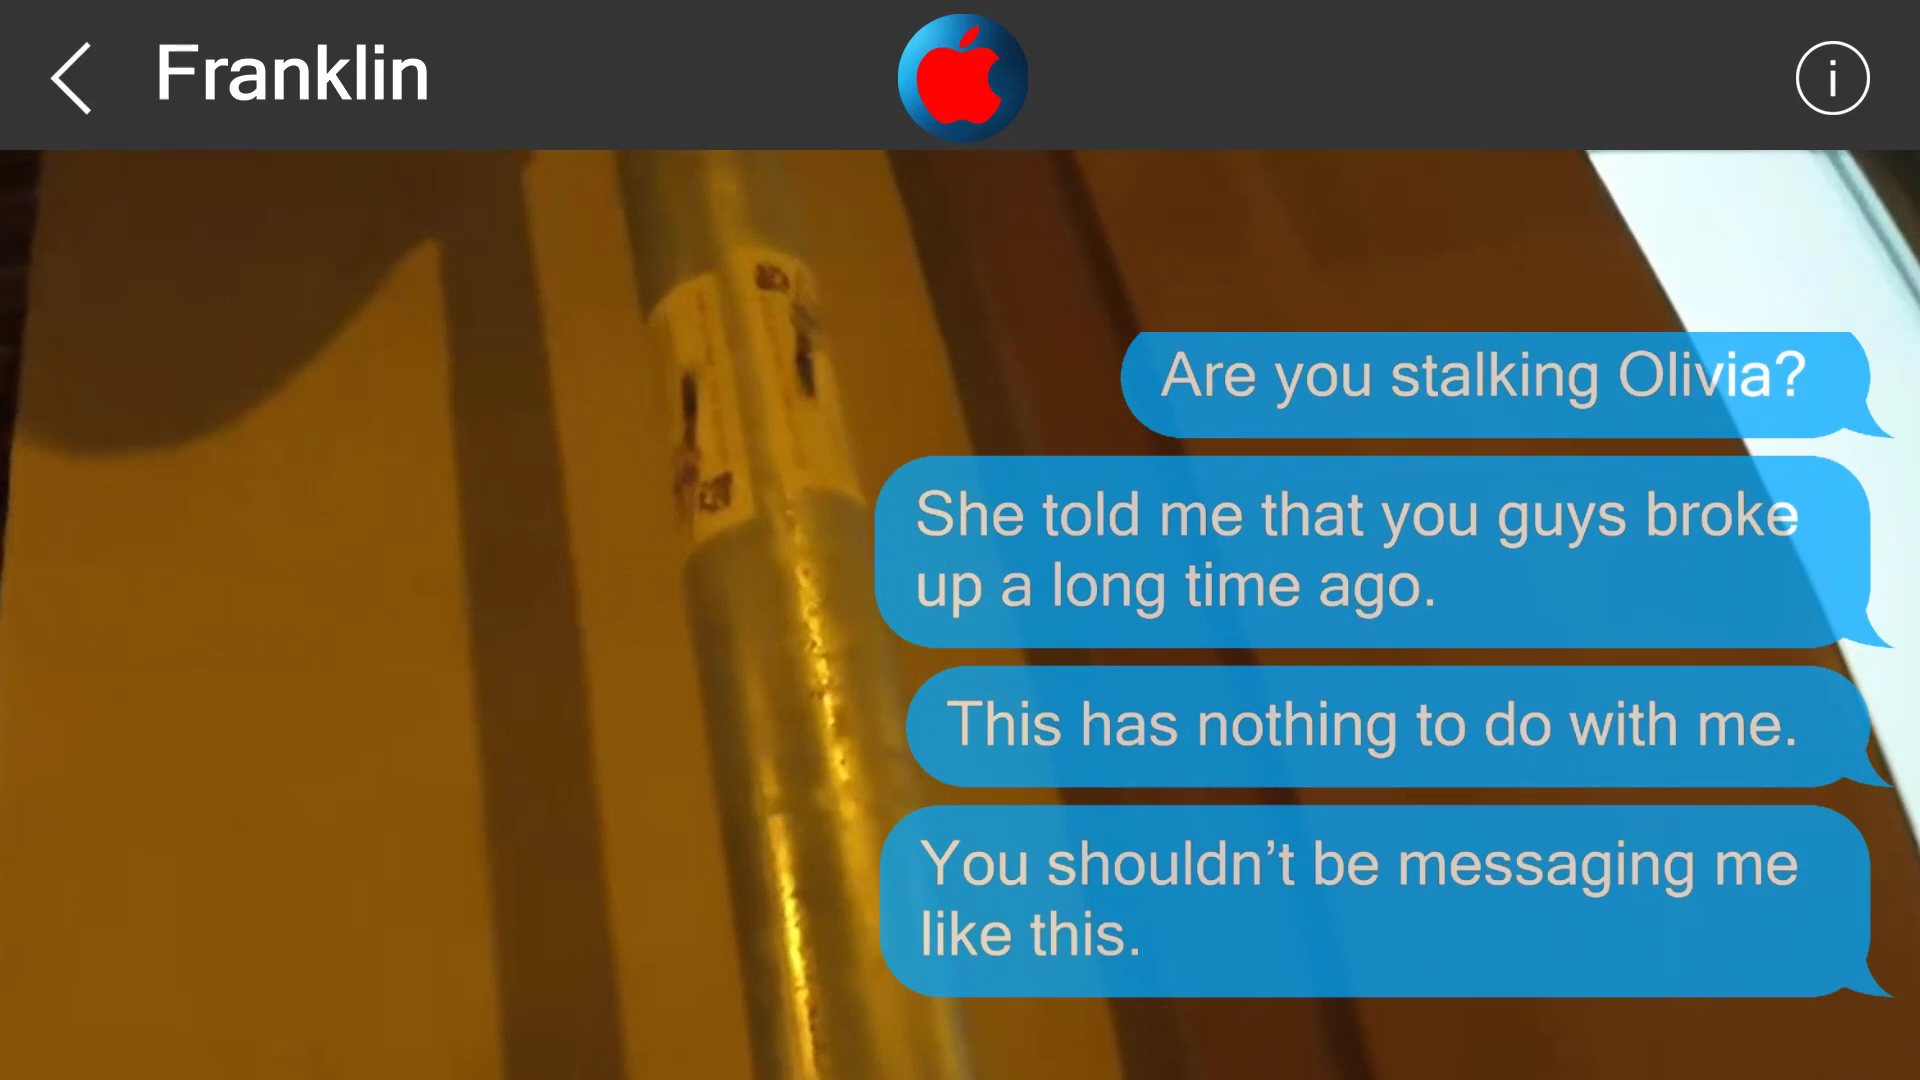 Franklin
Are you stalking Olivia?
She told me that you guys broke
up a long time ago.
This has nothing to do with me.
You shouldn’t be messaging me
like this.